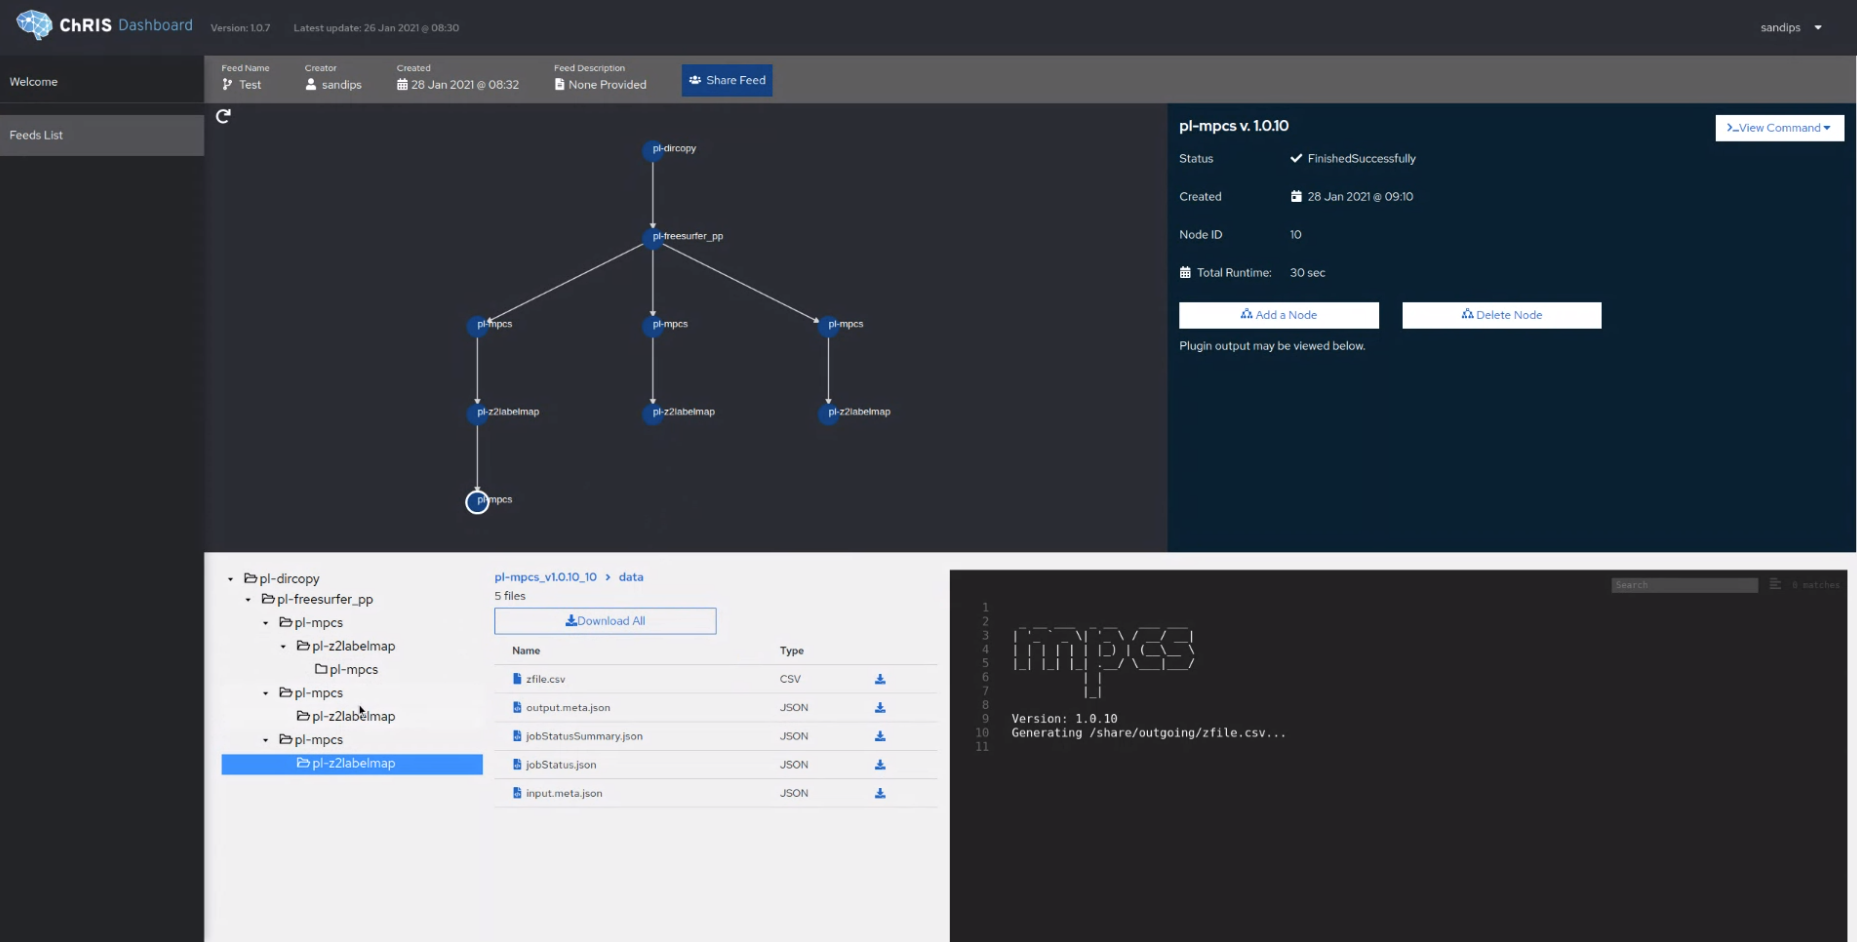 ChRIS Dashboard Version: 1.0.7 Latest update: 26 Jan 2021 @ 08:30 sandips
Welcome
Feeds List
Feed Name Creator Created Feed Description
Test sandips 28 Jan 2021 @ 08:32 None Provided Share Feed
pl-dircopy
pl-freesurfer_pp
pl-mpcs pl-mpcs pl-mpcs
pl-z2labelmap pl-z2labelmap pl-z2labelmap
pl-mpcs
pl-mpcs v. 1.0.10 >_View Command
Status FinishedSuccessfully
Created 28 Jan 2021 @ 09:10
Node ID 10
Total Runtime: 30 sec
Add a Node Delete Node
Plugin output may be viewed below.
pl-dircopy
pl-freesurfer_pp
pl-mpcs
pl-z2labelmap
pl-mpcs
pl-mpcs
pl-z2labelmap
pl-mpcs
pl-z2labelmap
pl-mpcs_v1.0.10_10 > data
5 files
Download All
Name Type
zfile.csv CSV
output.meta.json JSON
jobStatusSummary.json JSON
jobStatus.json JSON
input.meta.json JSON
Search 0 matches
1
2
3
4
5
6
7
8
mpcs
9 Version: 1.0.10
10 Generating /share/outgoing/zfile.csv...
11